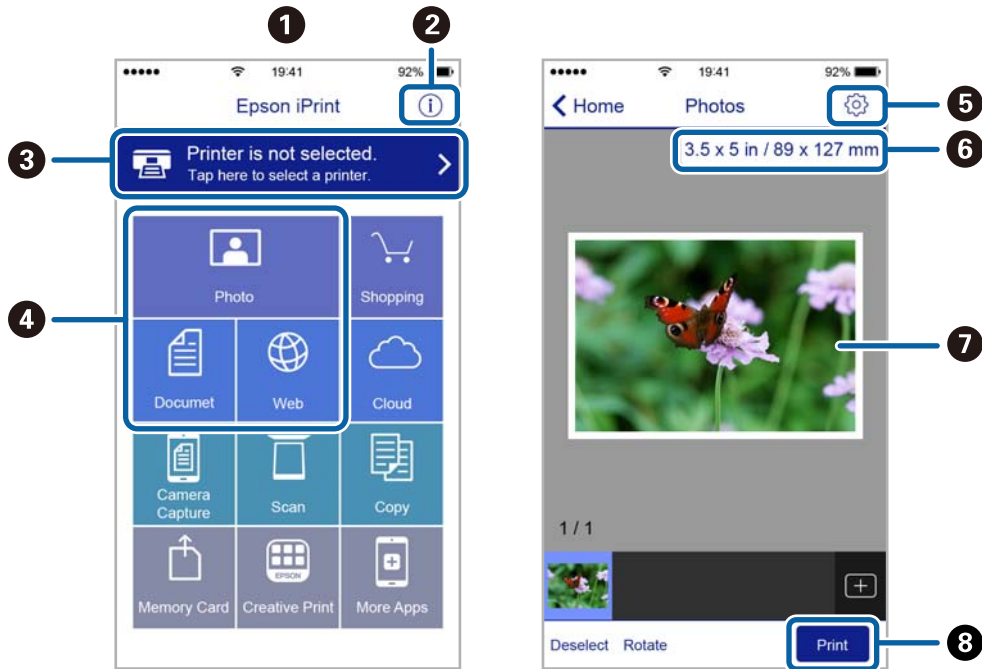 1
2
19:41
92%
Epson iPrint
i
3
Printer is not selected.
Tap here to select a printer.
4
Photo
Shopping
Documet
Web
Cloud
Camera
Capture
Scan
Copy
EPSON
Memory Card
Creative Print
More Apps
19:41
92%
Home
Photos
5
3.5 x 5 in / 89 x 127 mm
6
7
1 / 1
Deselect
Rotate
Print
8